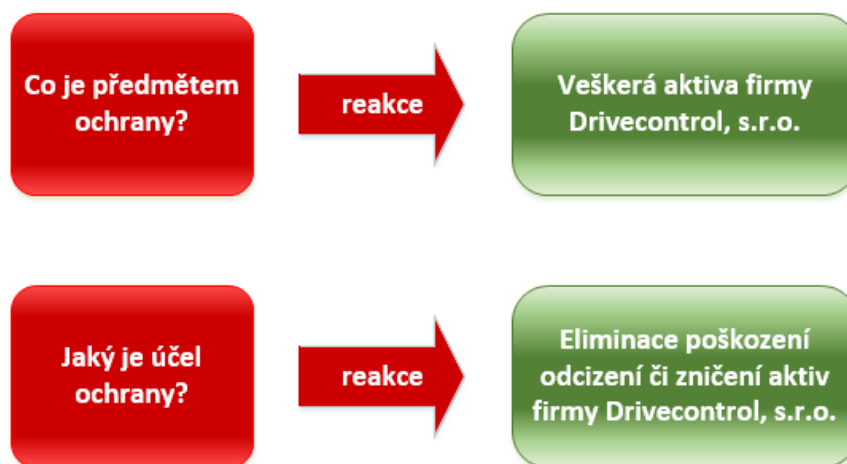 Co je předmětem
ochrany?
reakce
Veškerá aktiva firmy
Drivecontrol, s.r.o.
Jaký je účel
ochrany?
reakce
Eliminace poškození
odcizení či zničení aktiv
firmy Drivecontrol, s.r.o.